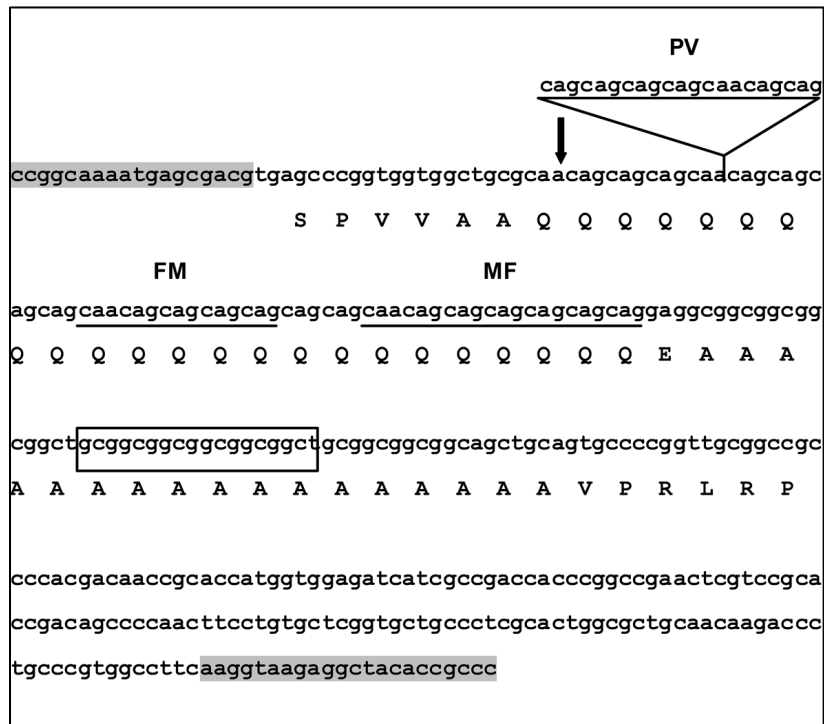 PV
cagcagcagcagcaacagcag
ccggcaaaatgagcgacgtgagcccggtggtggctgcgcaacagcagcagcaacagcagc
S P V V A A Q Q Q Q Q Q Q
FM MF
agcagcaacagcagcagcagcagcagcaacagcagcagcagcagcaggaggcggcggcgg
Q Q Q Q Q Q Q Q Q Q Q Q Q Q Q Q E A A A
cggctgcggcggcggcggcggctgcggcggcggcagctgcagtgccccggttgcggccgc
A A A A A A A A A A A A A A V P R L R P
cccacgacaaccgcaccatggtggagatcatcgccgaccacccggccgaactcgtccgca
ccgacagccccaacttcctgtgctcggtgctgccctcgcactggcgctgcaacaagaccc
tgcccgtggccttcaaggtaagaggctacaccgccc